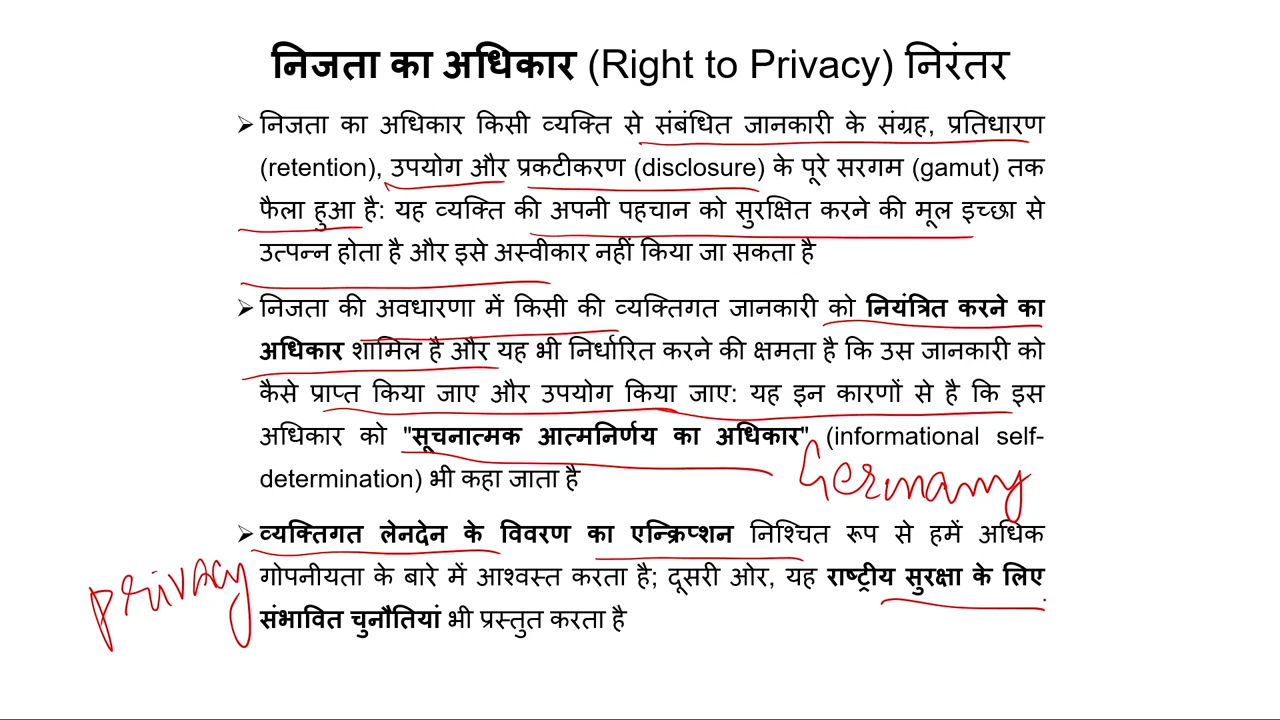 निजता का अधिकार (Right to Privacy) निरंतर
➢ निजता का अधिकार किसी व्यक्ति से संबंधित जानकारी के संग्रह, प्रतिधारण
(retention), उपयोग और प्रकटीकरण (disclosure) के पूरे सरगम (gamut) तक
फैला हुआ है: यह व्यक्ति की अपनी पहचान को सुरक्षित करने की मूल इच्छा से
उत्पन्न होता है और इसे अस्वीकार नहीं किया जा सकता है
➢ निजता की अवधारणा में किसी की व्यक्तिगत जानकारी को नियंत्रित करने का
अधिकार शामिल है और यह भी निर्धारित करने की क्षमता है कि उस जानकारी को
कैसे प्राप्त किया जाए और उपयोग किया जाए: यह इन कारणों से है कि इस
अधिकार को "सूचनात्मक आत्मनिर्णय का अधिकार" (informational self-
determination) भी कहा जाता है
Germany
➢ व्यक्तिगत लेनदेन के विवरण का एन्क्रिप्शन निश्चित रूप से हमें अधिक
privacy
गोपनीयता के बारे में आश्वस्त करता है; दूसरी ओर, यह राष्ट्रीय सुरक्षा के लिए
संभावित चुनौतियां भी प्रस्तुत करता है